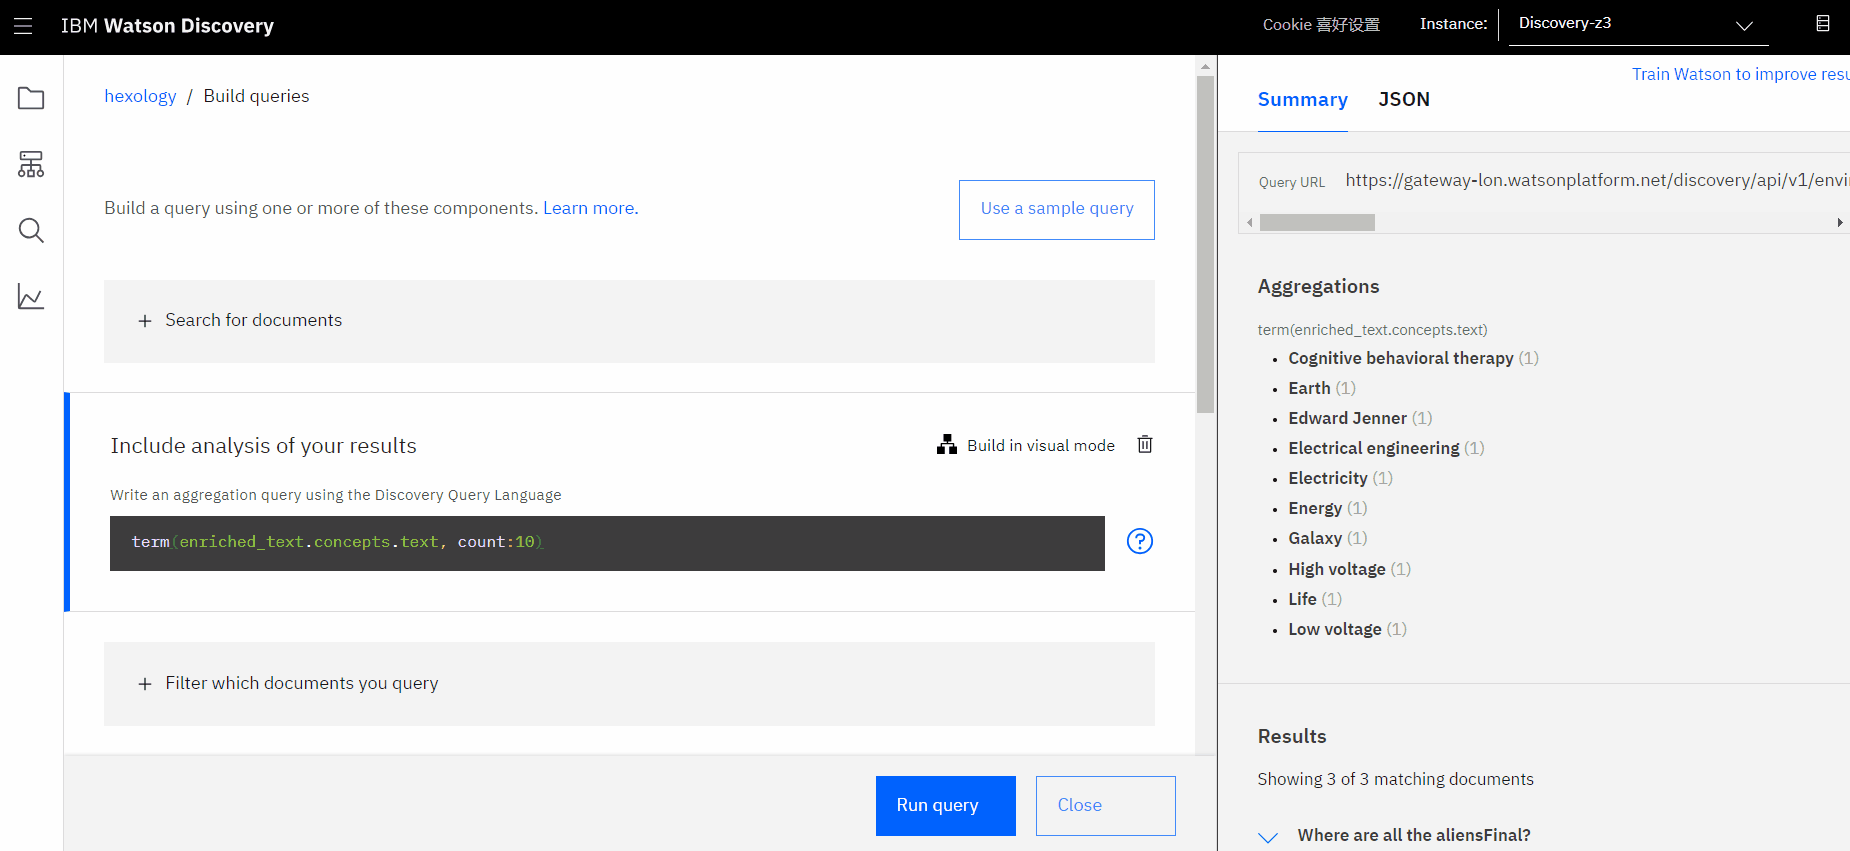 IBM Watson Discovery
Cookie 喜好设置
Instance:
Discovery-z3
hexology / Build queries
Build a query using one or more of these components. Learn more.
Use a sample query
+ Search for documents
Include analysis of your results
Build in visual mode
Write an aggregation query using the Discovery Query Language
term(enriched_text.concepts.text, count:10)
?
+ Filter which documents you query
Run query
Close
Train Watson to improve resu
Summary
JSON
Query URL
https://gateway-lon.watsonplatform.net/discovery/api/v1/envi
Aggregations
term(enriched_text.concepts.text)
• Cognitive behavioral therapy (1)
• Earth (1)
• Edward Jenner (1)
• Electrical engineering (1)
• Electricity (1)
• Energy (1)
• Galaxy (1)
• High voltage (1)
• Life (1)
• Low voltage (1)
Results
Showing 3 of 3 matching documents
Where are all the aliensFinal?